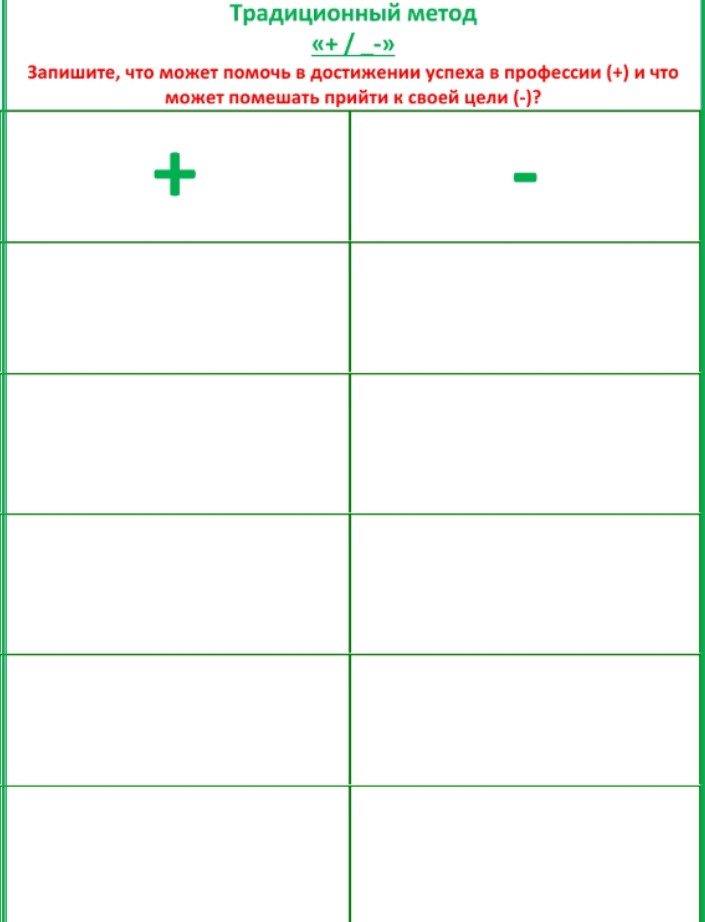 Традиционный метод
«+ / _-»
Запишите, что может помочь в достижении успеха в профессии (+) и что
может помешать прийти к своей цели (-)?
+ -